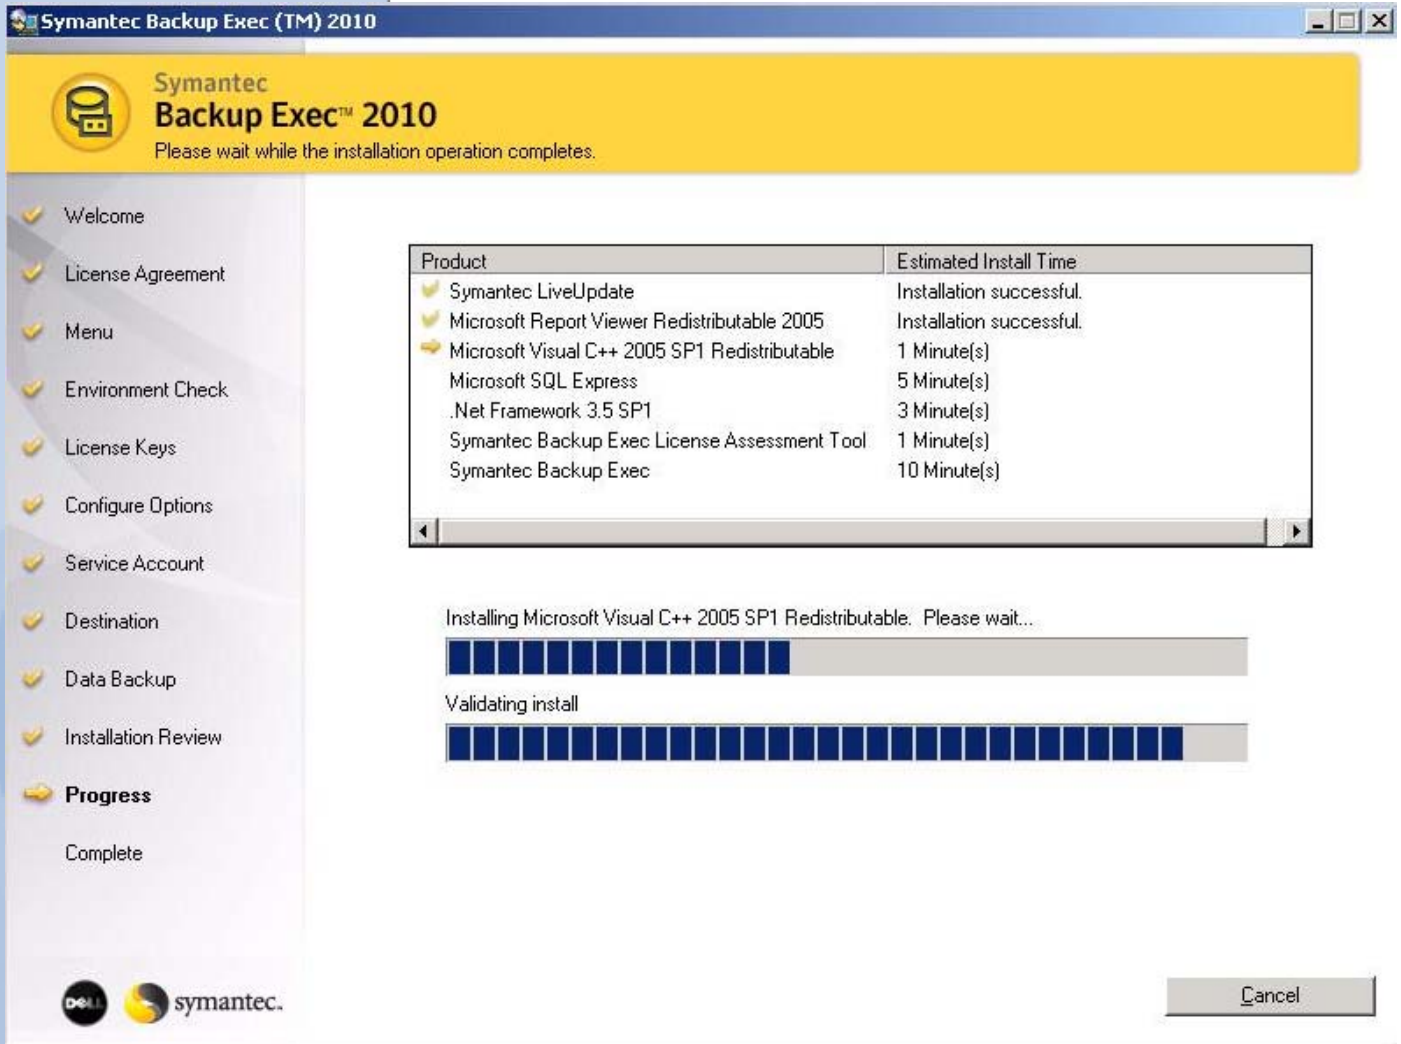 Symantec Backup Exec (TM) 2010
Symantec
Backup Exec™ 2010
Please wait while the installation operation completes.
Welcome
License Agreement
Menu
Environment Check
License Keys
Configure Options
Service Account
Destination
Data Backup
Installation Review
Progress
Complete
Product Estimated Install Time
Symantec LiveUpdate Installation successful.
Microsoft Report Viewer Redistributable 2005 Installation successful.
Microsoft Visual C++ 2005 SP1 Redistributable 1 Minute(s)
Microsoft SQL Express 5 Minute(s)
.Net Framework 3.5 SP1 3 Minute(s)
Symantec Backup Exec License Assessment Tool 1 Minute(s)
Symantec Backup Exec 10 Minute(s)
Installing Microsoft Visual C++ 2005 SP1 Redistributable. Please wait...
Validating install
DELL symantec.
Cancel